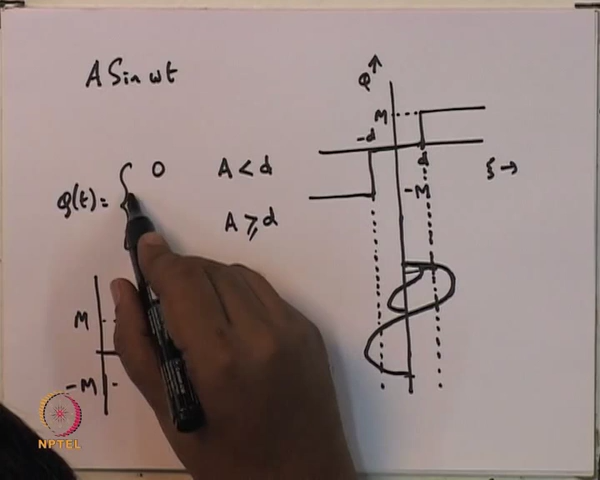 A Sin ωt
φ(t) =
0 A < d
A ⩾ d
M
-M
φ ↑
M
-d
d
-M
ξ →
NPTEL